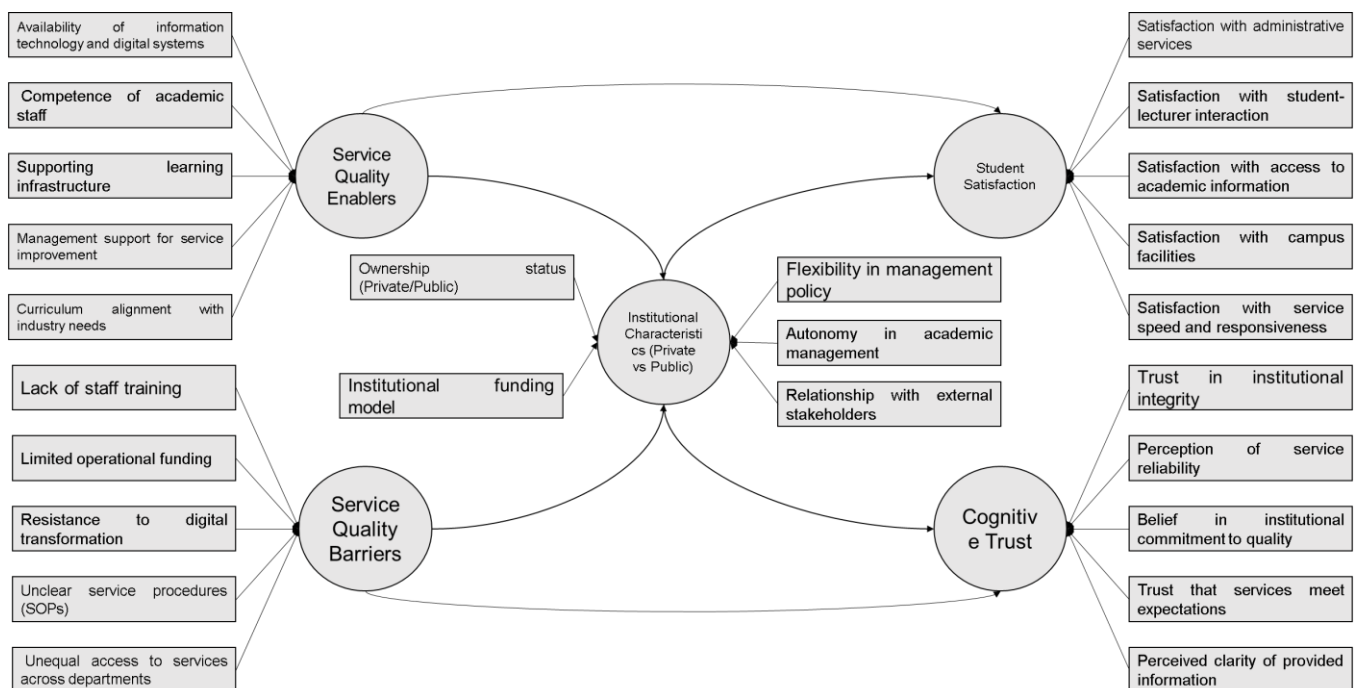 Availability of information
technology and digital systems
Competence of academic
staff
Supporting learning
infrastructure
Management support for service
improvement
Curriculum alignment with
industry needs
Lack of staff training
Limited operational funding
Resistance to digital
transformation
Unclear service procedures
(SOPs)
Unequal access to services
across departments
Service
Quality
Enablers
Service
Quality
Barriers
Ownership status
(Private/Public)
Institutional funding
model
Institutional
Characteristi
cs (Private
vs Public)
Flexibility in management
policy
Autonomy in academic
management
Relationship with external
stakeholders
Student
Satisfaction
Cognitiv
e Trust
Satisfaction with administrative
services
Satisfaction with student-
lecturer interaction
Satisfaction with access to
academic information
Satisfaction with campus
facilities
Satisfaction with service
speed and responsiveness
Trust in institutional
integrity
Perception of service
reliability
Belief in institutional
commitment to quality
Trust that services meet
expectations
Perceived clarity of provided
information